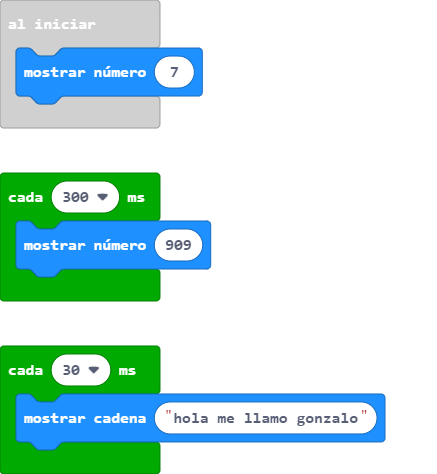 al iniciar
mostrar número 7
cada 300 ms
mostrar número 909
cada 30 ms
mostrar cadena "hola me llamo gonzalo"